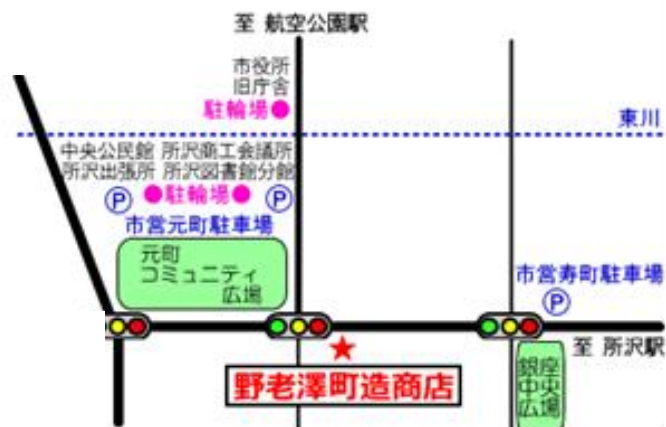 至 航空公園駅
市役所
旧庁舎
駐輪場●
東川
中央公民館 所沢商工会議所
所沢出張所 所沢図書館分館
Ⓟ ●駐輪場● Ⓟ
市営元町駐車場
元町
コミュニティ
広場
市営寿町駐車場
Ⓟ
至 所沢駅
★
野老澤町造商店
銀座
中央
広場